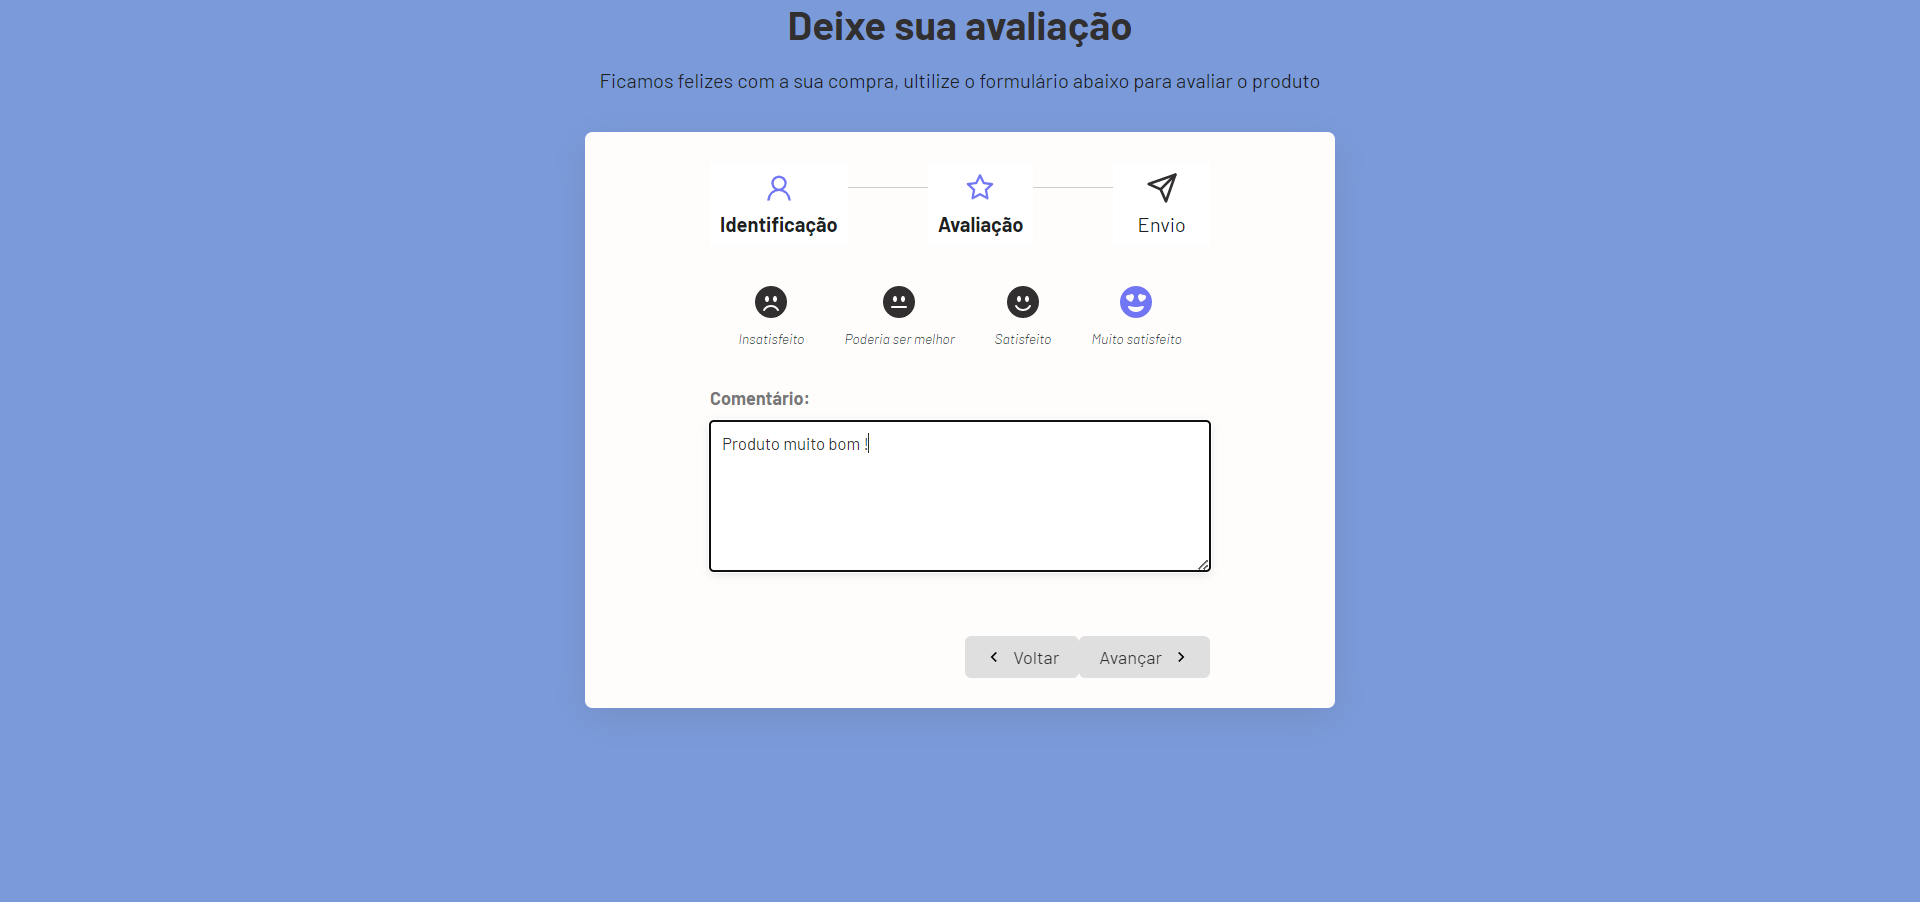 Deixe sua avaliação
Ficamos felizes com a sua compra, ultilize o formulário abaixo para avaliar o produto
Identificação Avaliação Envio
Insatisfeito Poderia ser melhor Satisfeito Muito satisfeito
Comentário:
Produto muito bom !
Voltar Avançar